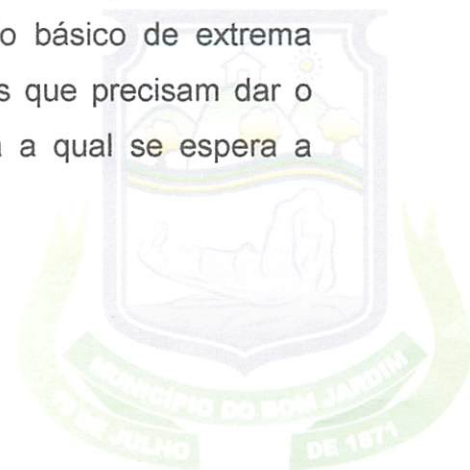 o básico de extrema
s que precisam dar o
a qual se espera a
MUNICÍPIO DO BOM JARDIM
DE JULHO
DE 1871